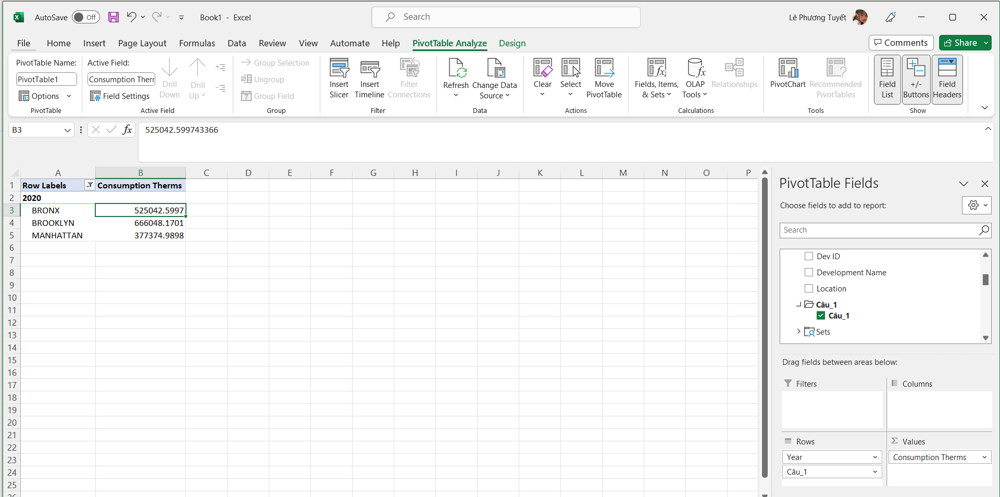 AutoSave Off Book1 - Excel Search Lê Phương Tuyết
File Home Insert Page Layout Formulas Data Review View Automate Help PivotTable Analyze Design Comments Share
PivotTable Name:
PivotTable1
Options
PivotTable
Active Field:
Consumption Therr
Field Settings
Drill Down
Drill Up
Active Field
Group Selection
Ungroup
7 Group Field
Group
Insert Slicer
Insert Timeline
Filter Connections
Filter
Refresh
Change Data Source
Data
Clear
Select
Move PivotTable
Actions
Fields, Items, & Sets
OLAP Tools
Relationships
Calculations
PivotChart
Recommended PivotTables
Tools
Field List
+/- Buttons
Field Headers
Show
B3 fx 525042.599743366
A B C D E F G H I J K L M N O P
1 Row Labels Consumption Therms
2 2020
3 BRONX 525042.5997
4 BROOKLYN 666048.1701
5 MANHATTAN 377374.9898
6
7
8
9
10
11
12
13
14
15
16
17
18
19
20
21
22
23
24
25
26
PivotTable Fields
Choose fields to add to report:
Search
Dev ID
Development Name
Location
Câu_1
Câu_1
Sets
Drag fields between areas below:
Filters
Columns
Rows
Year
Câu_1
Σ Values
Consumption Therms